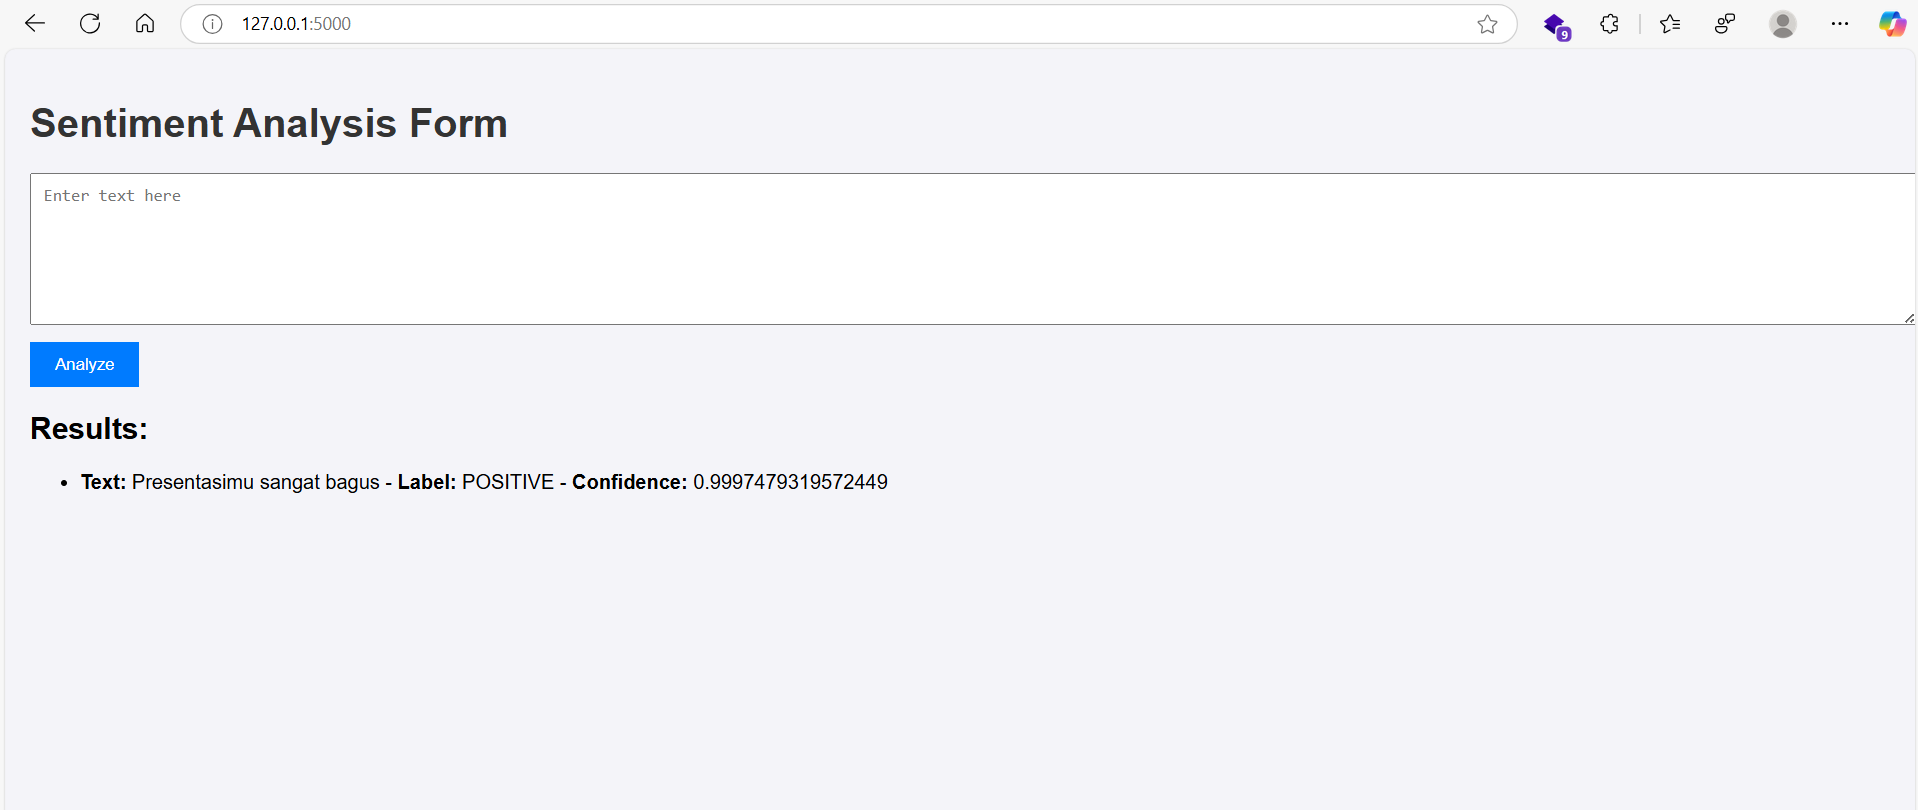 127.0.0.1:5000
9
Sentiment Analysis Form
Enter text here
Analyze
Results:
• Text: Presentasimu sangat bagus - Label: POSITIVE - Confidence: 0.9997479319572449